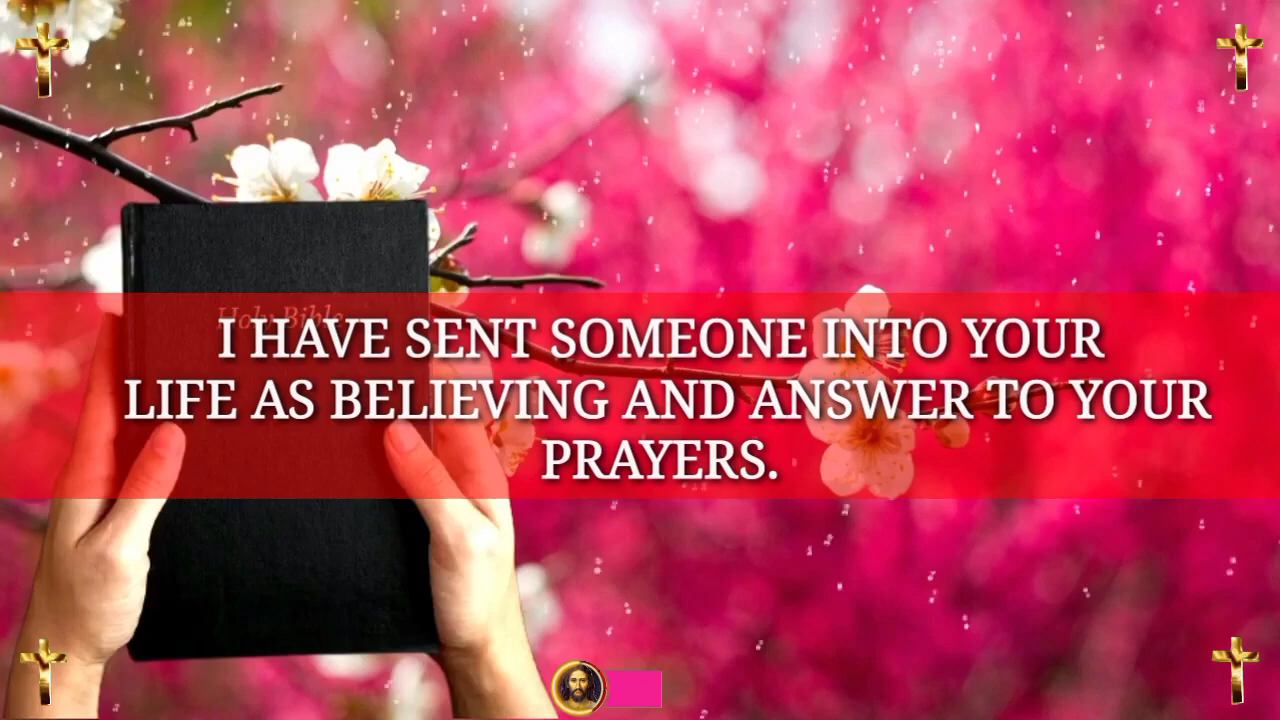 Holy Bible
I HAVE SENT SOMEONE INTO YOUR
LIFE AS BELIEVING AND ANSWER TO YOUR
PRAYERS.